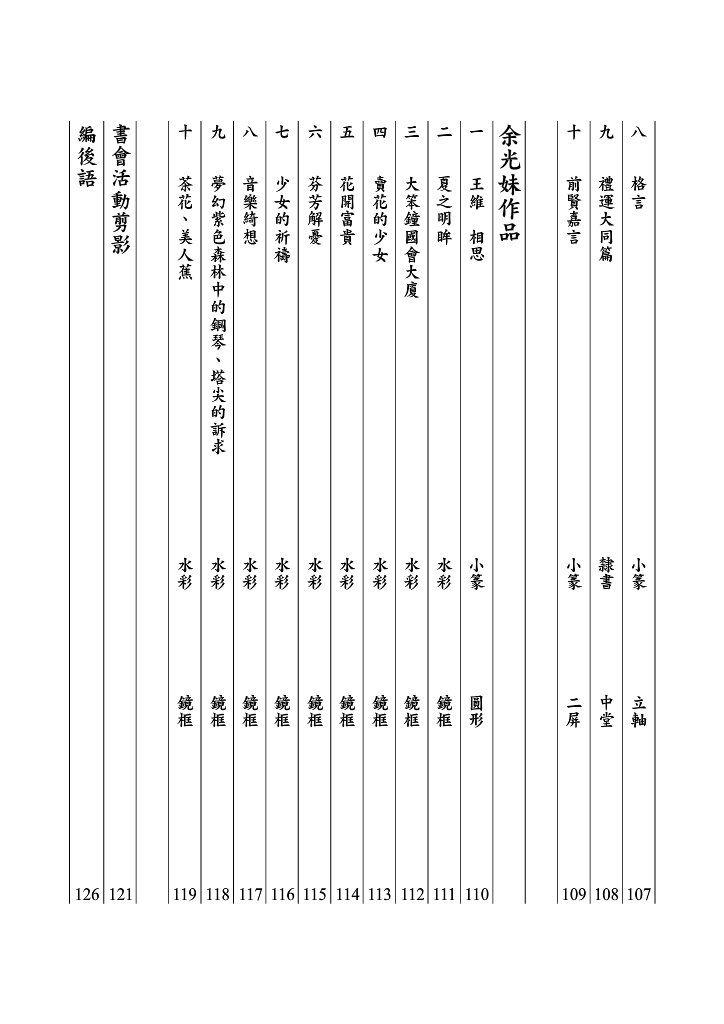 八　格言　小篆　立軸　107
九　禮運大同篇　隸書　中堂　108
十　前賢嘉言　小篆　二屏　109
余光妹作品
一　王維　相思　小篆　圓形　110
二　夏之明眸　水彩　鏡框　111
三　大笨鐘國會大廈　水彩　鏡框　112
四　賣花的少女　水彩　鏡框　113
五　花開富貴　水彩　鏡框　114
六　芬芳解憂　水彩　鏡框　115
七　少女的祈禱　水彩　鏡框　116
八　音樂綺想　水彩　鏡框　117
九　夢幻紫色森林中的鋼琴、塔尖的訴求　水彩　鏡框　118
十　茶花、美人蕉　水彩　鏡框　119
書會活動剪影　121
編後語　126